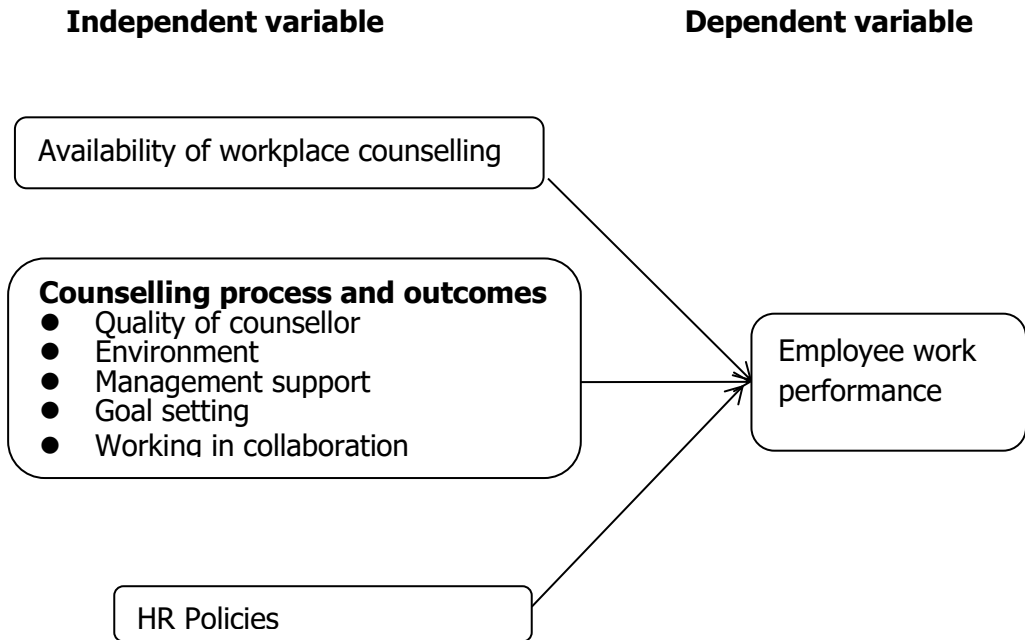 Independent variable
Dependent variable
Availability of workplace counselling
Counselling process and outcomes
● Quality of counsellor
● Environment
● Management support
● Goal setting
● Working in collaboration
Employee work
performance
HR Policies